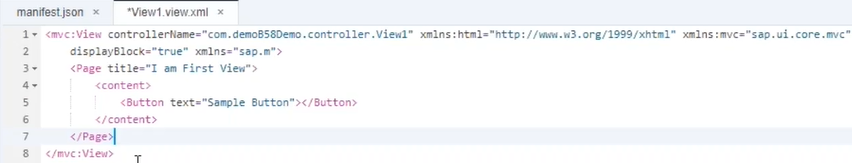 manifest.json × *View1.view.xml ×
1 <mvc:View controllerName="com.demoB58Demo.controller.View1" xmlns:html="http://www.w3.org/1999/xhtml" xmlns:mvc="sap.ui.core.mvc"
2 displayBlock="true" xmlns="sap.m">
3 <Page title="I am First View">
4 <content>
5 <Button text="Sample Button"></Button>
6 </content>
7 </Page>
8 </mvc:View>